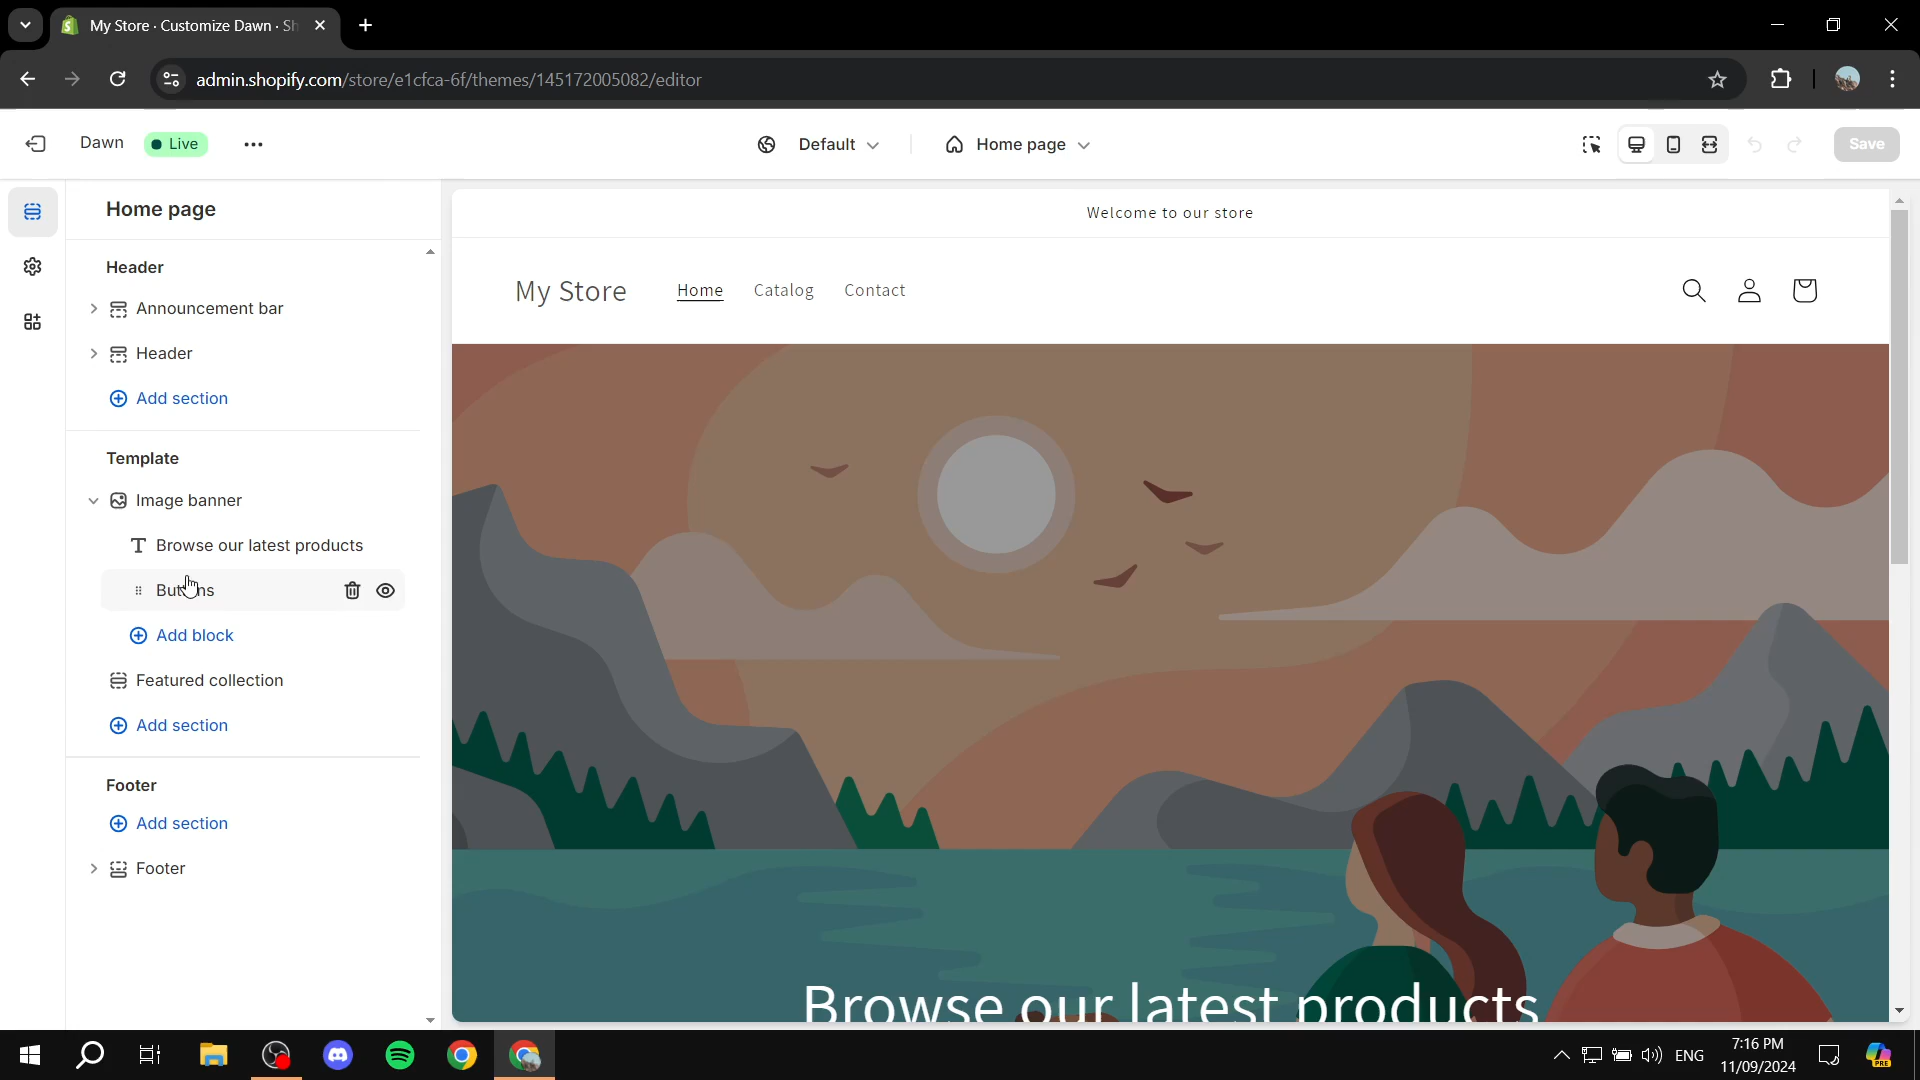 My Store · Customize Dawn · Sh
admin.shopify.com/store/e1cfca-6f/themes/145172005082/editor
Dawn
Live
Default
Home page
Save
Home page
Header
Announcement bar
Header
Add section
Template
Image banner
Browse our latest products
Buttons
Add block
Featured collection
Add section
Footer
Add section
Footer
Welcome to our store
My Store
Home
Catalog
Contact
Browse our latest products
ENG
7:16 PM
11/09/2024
PRE